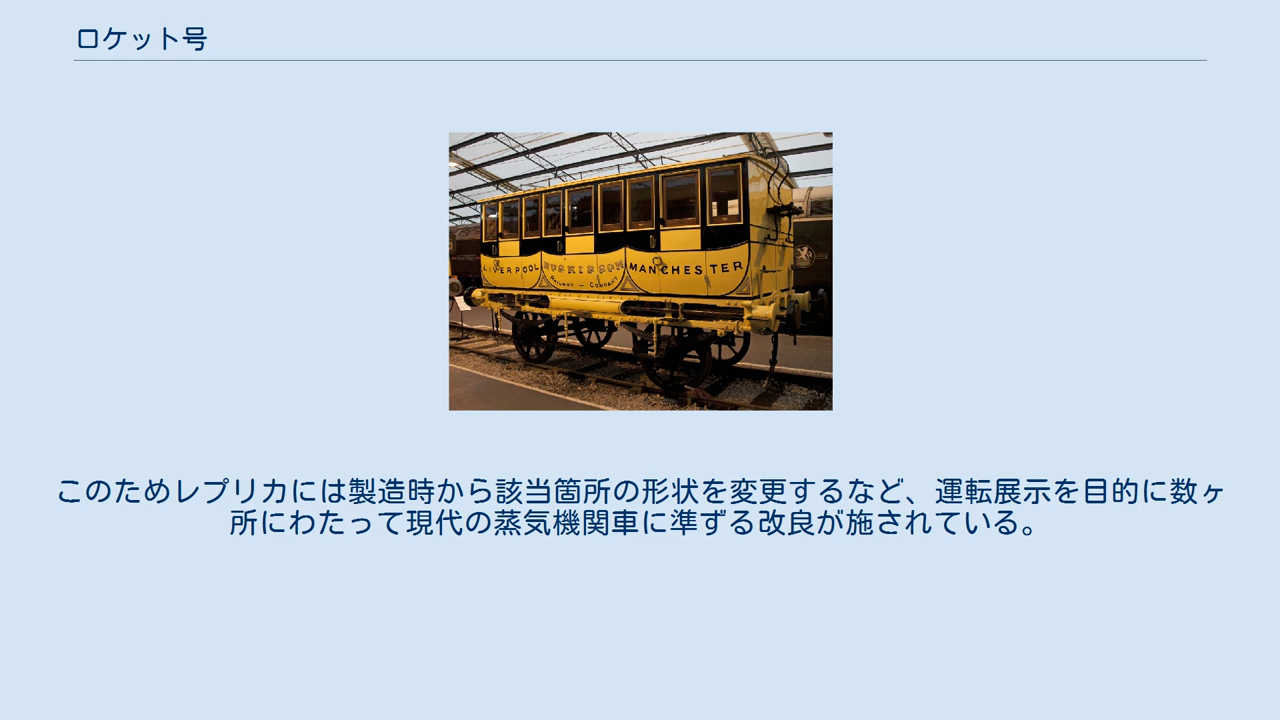 ロケット号
LIVERPOOL
MANCHESTER
RAILWAY — COMPANY
このためレプリカには製造時から該当箇所の形状を変更するなど、運転展示を目的に数ヶ
所にわたって現代の蒸気機関車に準ずる改良が施されている。